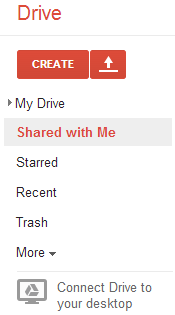 Drive
CREATE
My Drive
Shared with Me
Starred
Recent
Trash
More
Connect Drive to
your desktop